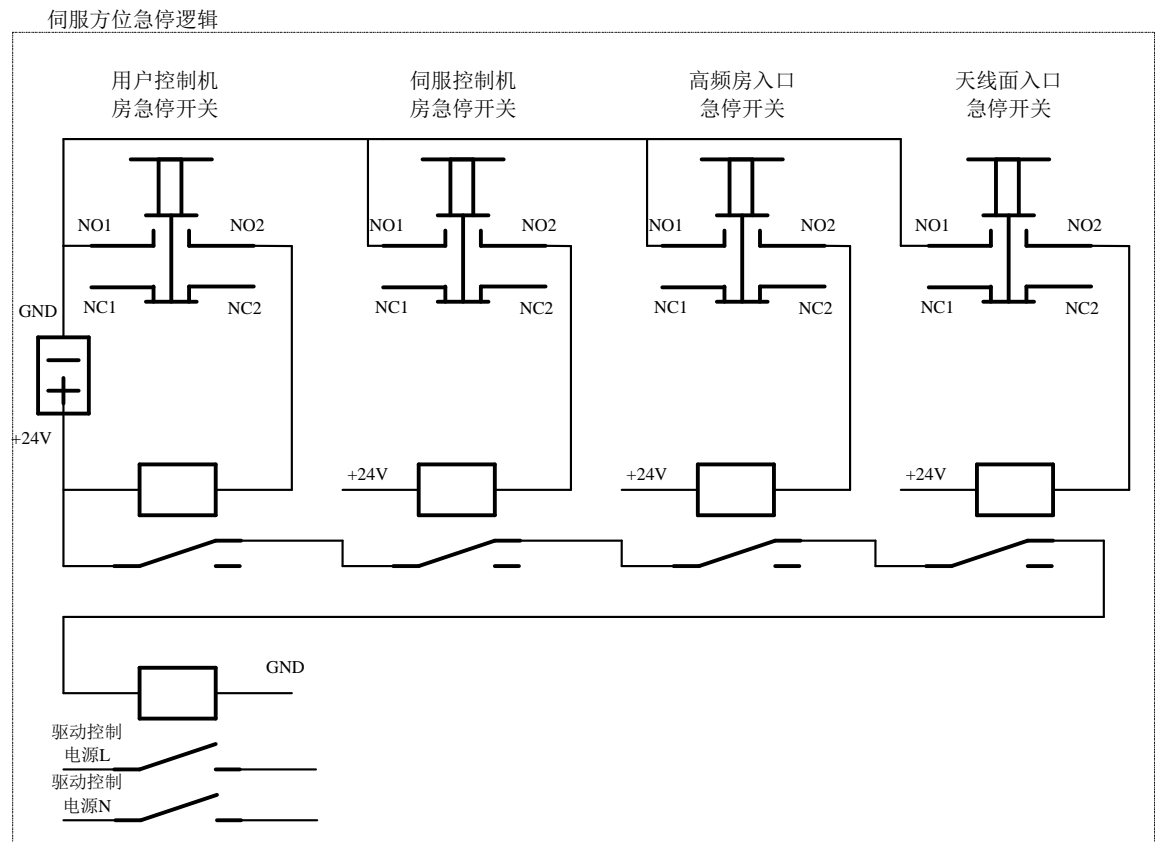 伺服方位急停逻辑
用户控制机
房急停开关
伺服控制机
房急停开关
高频房入口
急停开关
天线面入口
急停开关
NO1
NO2
NO1
NO2
NO1
NO2
NO1
NO2
NC1
NC2
NC1
NC2
NC1
NC2
NC1
NC2
GND
+24V
+24V
+24V
+24V
GND
驱动控制
电源L
驱动控制
电源N